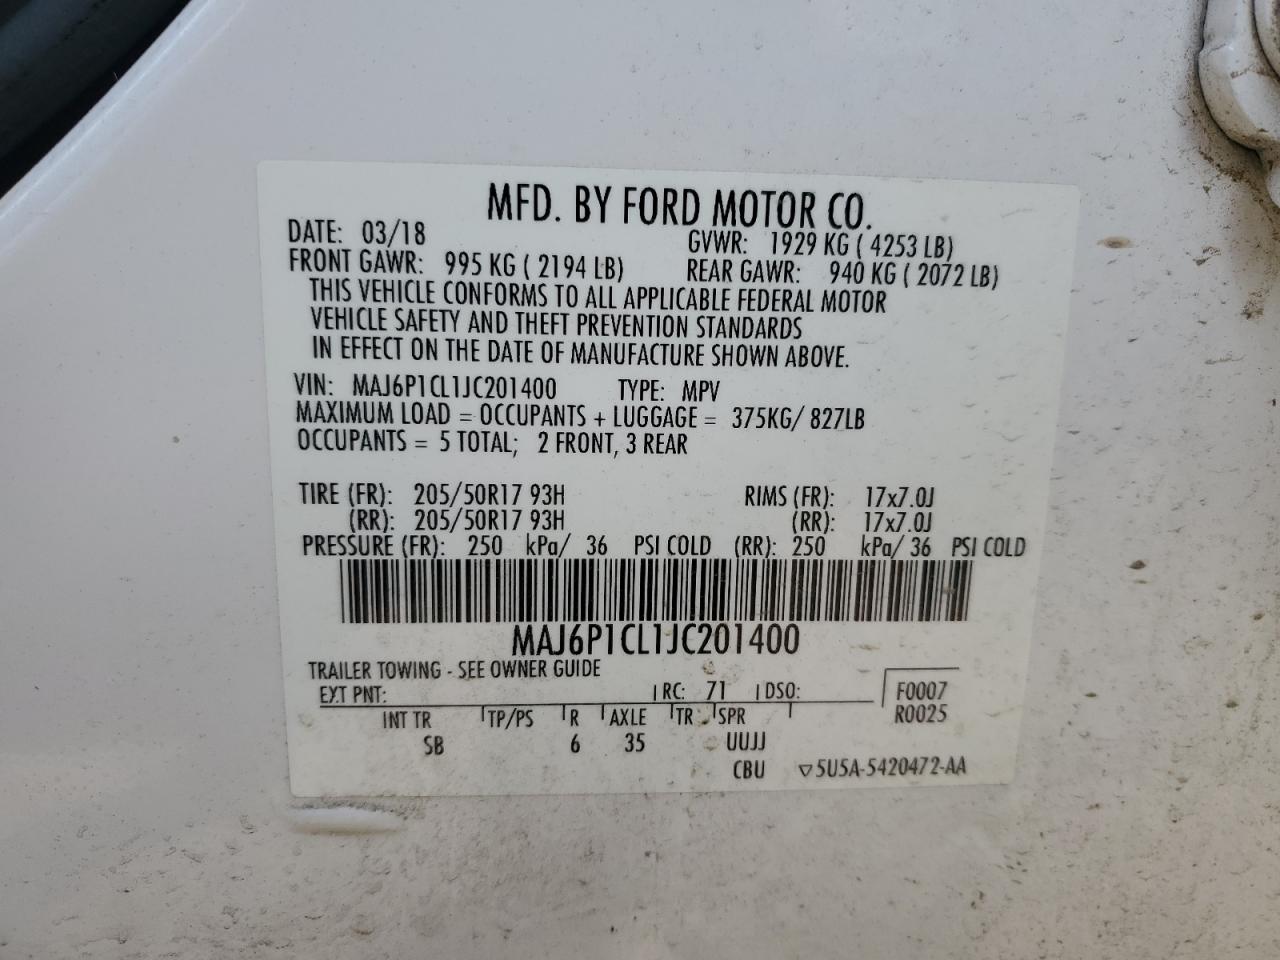 MFD. BY FORD MOTOR CO.
DATE: 03/18 GVWR: 1929 KG ( 4253 LB)
FRONT GAWR: 995 KG ( 2194 LB) REAR GAWR: 940 KG ( 2072 LB)
THIS VEHICLE CONFORMS TO ALL APPLICABLE FEDERAL MOTOR
VEHICLE SAFETY AND THEFT PREVENTION STANDARDS
IN EFFECT ON THE DATE OF MANUFACTURE SHOWN ABOVE.
VIN: MAJ6P1CL1JC201400 TYPE: MPV
MAXIMUM LOAD = OCCUPANTS + LUGGAGE = 375KG/ 827LB
OCCUPANTS = 5 TOTAL; 2 FRONT, 3 REAR
TIRE (FR): 205/50R17 93H RIMS (FR): 17x7.0J
(RR): 205/50R17 93H (RR): 17x7.0J
PRESSURE (FR): 250 kPa/ 36 PSI COLD (RR): 250 kPa/ 36 PSI COLD
MAJ6P1CL1JC201400
TRAILER TOWING - SEE OWNER GUIDE
EXT PNT: RC: 71 DSO: F0007
INT TR TP/PS R AXLE TR SPR R0025
SB 6 35 UUJJ
CBU ▽5U5A-5420472-AA